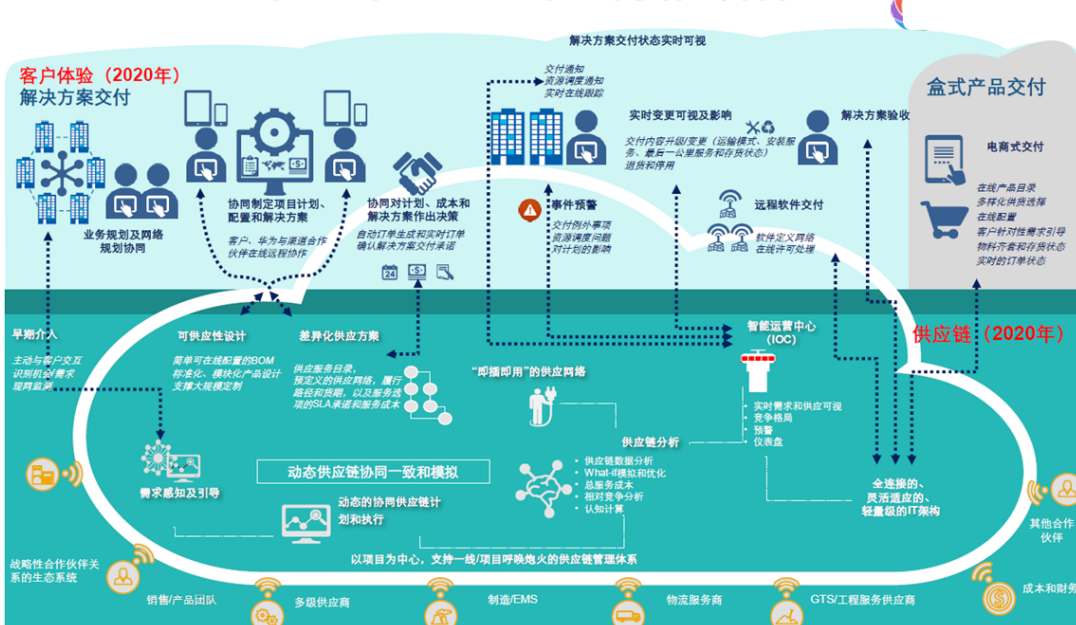 解决方案交付状态实时可视
客户体验（2020年）
解决方案交付
交付通知
资源调度通知
实时在线跟踪
盒式产品交付
实时变更可视及影响
解决方案验收
交付内容升级/变更（运输模式、安装服
务、最后一公里服务和存货状态）
退货和停用
电商式交付
在线产品目录
多样化供货选择
在线配置
客户针对性需求引导
物料齐套和存货状态
实时的订单状态
业务规划及网络
规划协同
协同制定项目计划、
配置和解决方案
客户、华为与渠道合作
伙伴在线远程协作
协同对计划、成本和
解决方案作出决策
自动订单生成和实时订单
确认解决方案交付承诺
24
事件预警
交付例外事项
资源调度问题
对计划的影响
远程软件交付
软件定义网络
在线许可处理
早期介入
主动与客户交互
识别机会/需求
现网监测
可供应性设计
简单可在线配置的BOM
标准化、模块化产品设计
支撑大规模定制
差异化供应方案
供应服务目录，
预定义的供应网络，履行
路径和货期，以及服务选
项的SLA承诺和服务成本
智能运营中心
（IOC）
供应链（2020年）
“即插即用”的供应网络
实时需求和供应可视
竞争格局
预警
仪表盘
供应链分析
供应链数据分析
What-if模拟和优化
总服务成本
相对竞争分析
认知计算
动态供应链协同一致和模拟
需求感知及引导
动态的协同供应链计
划和执行
全连接的、
灵活适应的、
轻量级的IT架构
以项目为中心，支持一线/项目呼唤炮火的供应链管理体系
其他合作
伙伴
战略性合作伙伴关
系的生态系统
销售/产品团队
多级供应商
制造/EMS
物流服务商
GTS/工程服务供应商
成本和财务